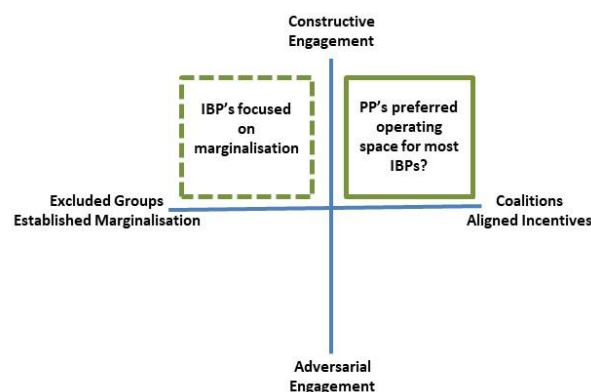 Constructive
Engagement
IBP's focused
on
marginalisation
PP's preferred
operating
space for most
IBPs?
Excluded Groups
Established Marginalisation
Coalitions
Aligned Incentives
Adversarial
Engagement